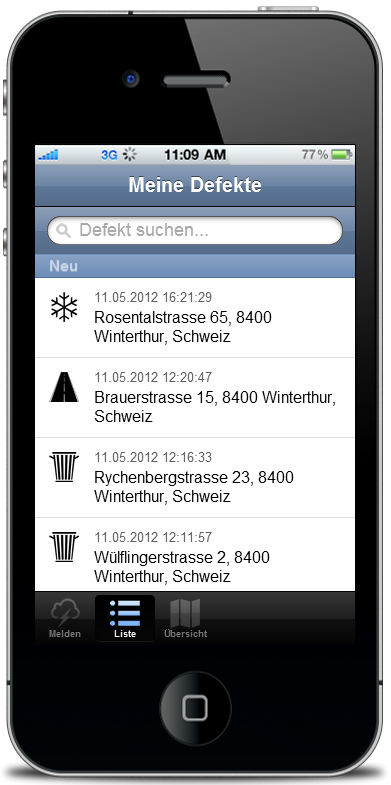 3G 11:09 AM 77%
Meine Defekte
Defekt suchen...
Neu
11.05.2012 16:21:29
Rosentalstrasse 65, 8400
Winterthur, Schweiz
11.05.2012 12:20:47
Brauerstrasse 15, 8400 Winterthur,
Schweiz
11.05.2012 12:16:33
Rychenbergstrasse 23, 8400
Winterthur, Schweiz
11.05.2012 12:11:57
Wülflingerstrasse 2, 8400
Winterthur, Schweiz
Melden Liste Übersicht